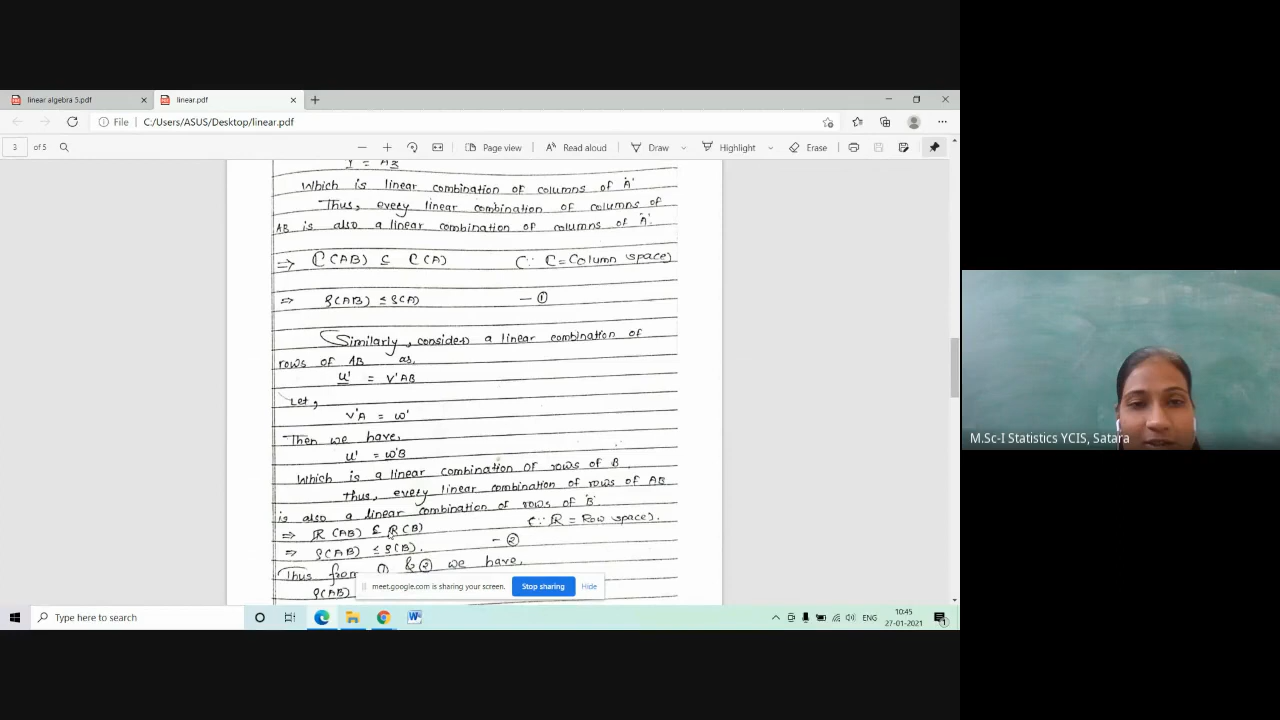 linear algebra 5.pdf
linear.pdf
File
C:/Users/ASUS/Desktop/linear.pdf
3 of 5
Page view
Read aloud
Draw
Highlight
Erase
Y = AZ
Which is linear combination of columns of 'A'
Thus, every linear combination of columns of
AB is also a linear combination of columns of 'A'.
⇒ ℂ(AB) ⊆ ℂ(A) (∵ ℂ = Column space)
⇒ ρ(AB) ≤ ρ(A) — ①
Similarly, consider a linear combination of
rows of AB as,
u' = v'AB
Let,
v'A = w'
Then we have,
u' = w'B
Which is a linear combination of rows of B.
Thus, every linear combination of rows of AB
is also a linear combination of rows of 'B'.
⇒ ℝ(AB) ⊆ ℝ(B) (∵ ℝ = Row space).
⇒ ρ(AB) ≤ ρ(B). — ②
Thus from ① & ② we have,
ρ(AB)
meet.google.com is sharing your screen.
Stop sharing
Hide
M.Sc-I Statistics YCIS, Satara
Type here to search
ENG
10:45
27-01-2021